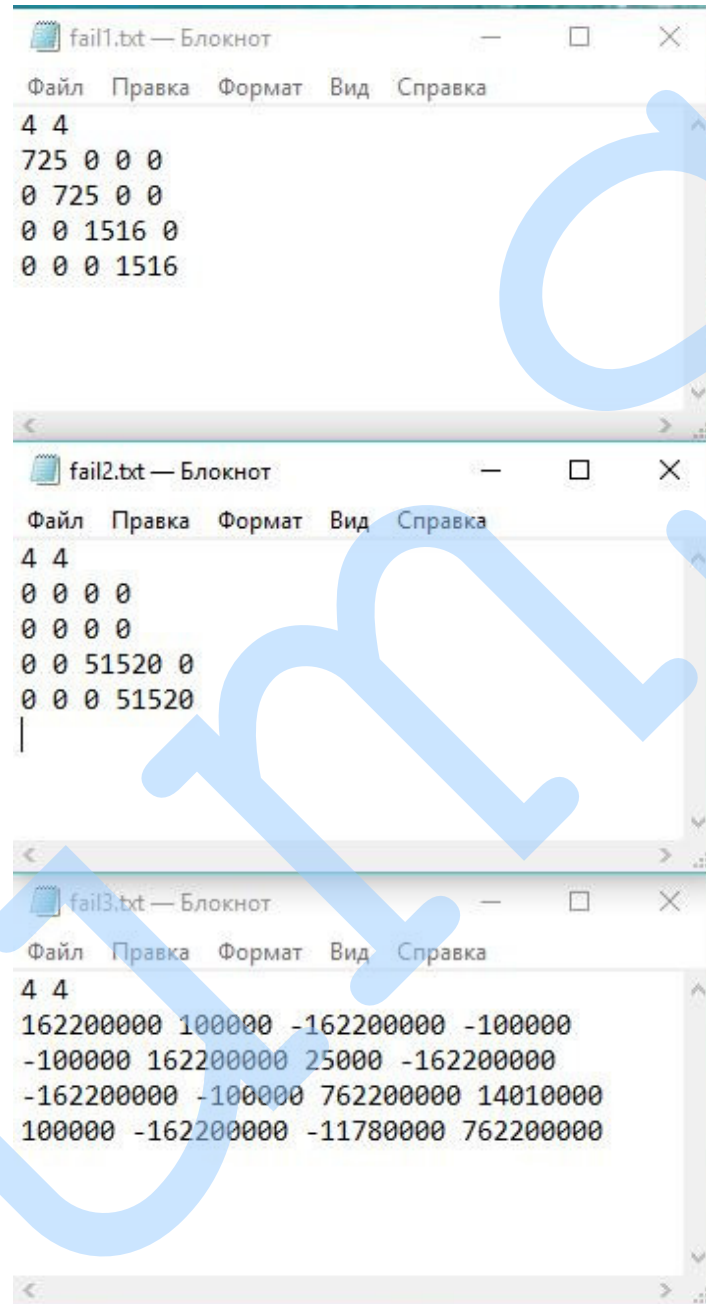 fail1.txt — Блокнот
Файл Правка Формат Вид Справка
4 4
725 0 0 0
0 725 0 0
0 0 1516 0
0 0 0 1516
fail2.txt — Блокнот
Файл Правка Формат Вид Справка
4 4
0 0 0 0
0 0 0 0
0 0 51520 0
0 0 0 51520
fail3.txt — Блокнот
Файл Правка Формат Вид Справка
4 4
162200000 100000 -162200000 -100000
-100000 162200000 25000 -162200000
-162200000 -100000 762200000 14010000
100000 -162200000 -11780000 762200000